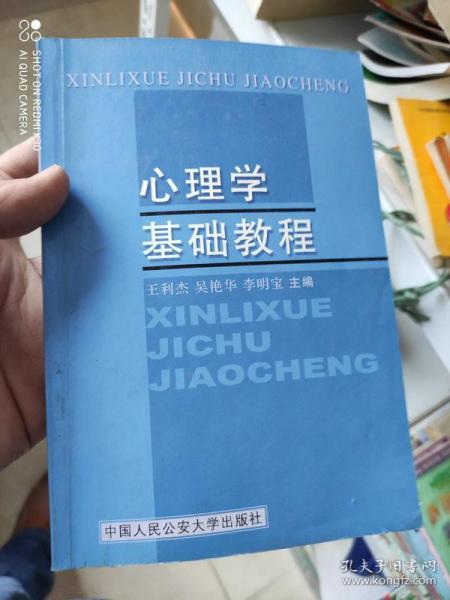 SHOT ON REDMI K30
AI QUAD CAMERA
XINLIXUE JICHU JIAOCHENG
心理学
基础教程
王利杰 吴艳华 李明宝 主编
XINLIXUE
JICHU
JIAOCHENG
中国人民公安大学出版社
孔夫子旧书网
www.kongfz.com